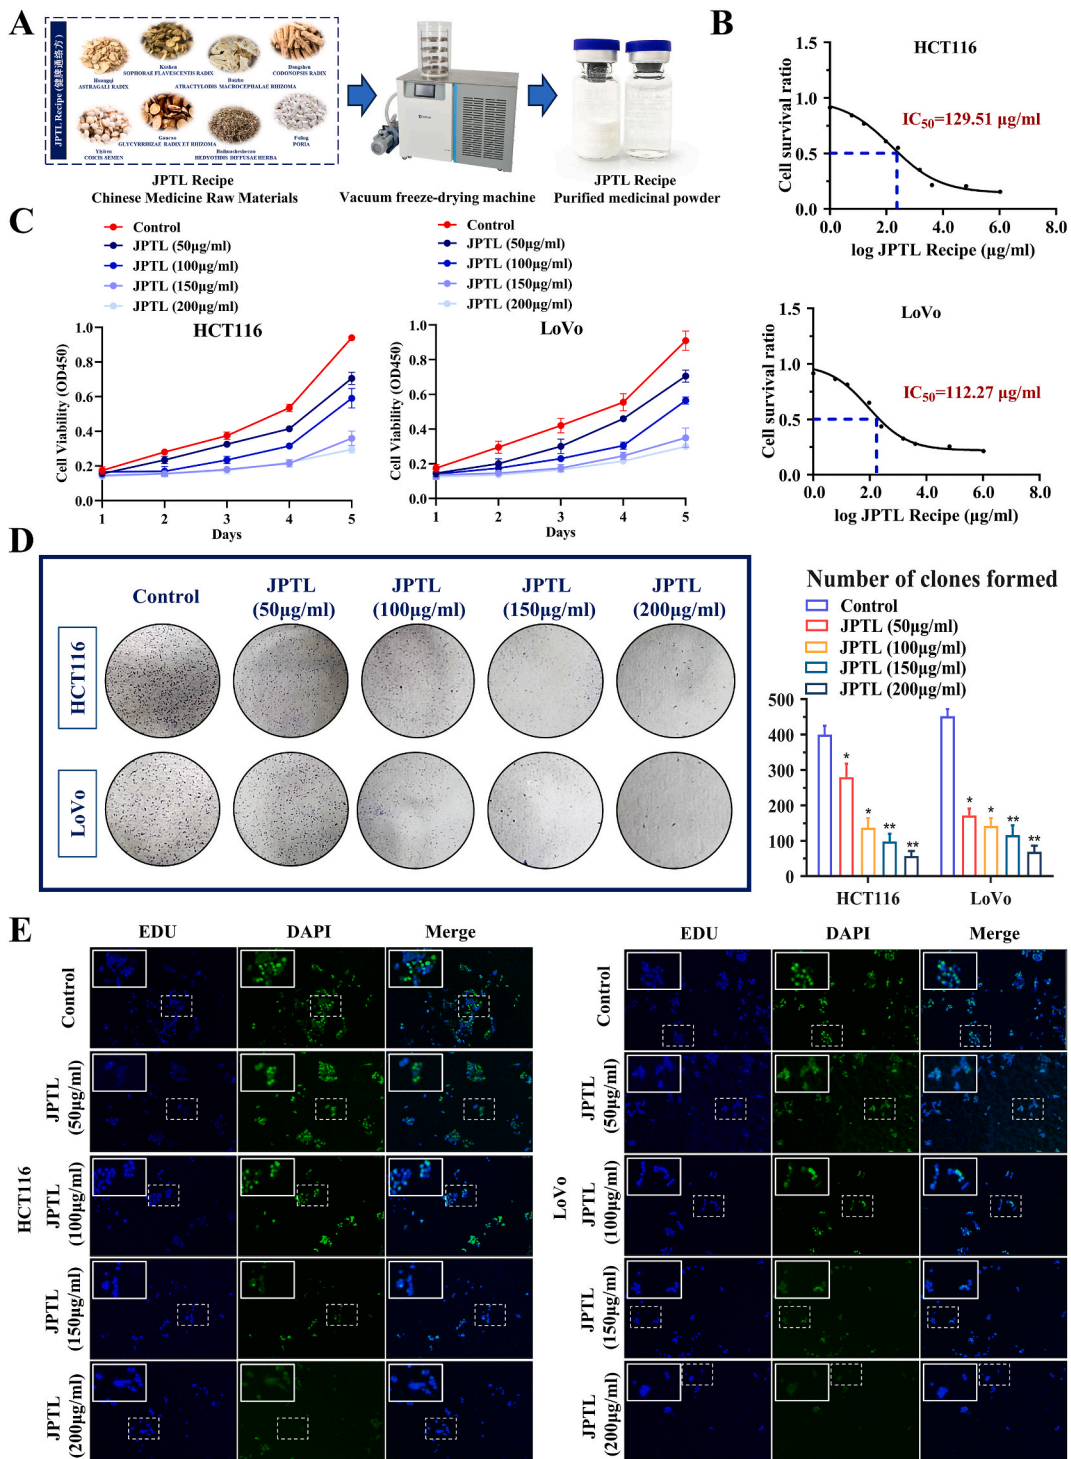 A
JPTL Recipe (健脾通络方)
Huangqi
ASTRAGALI RADIX
Kushen
SOPHORAE FLAVESCENTIS RADIX
Baizhu
ATRACTYLODIS MACROCEPHALAE RHIZOMA
Dangshen
CODONOPSIS RADIX
Yiyiren
COICIS SEMEN
Gancao
GLYCYRRHIZAE RADIX ET RHIZOMA
Baihuasheshecao
HEDYOTIDIS DIFFUSAE HERBA
Fuling
PORIA
JPTL Recipe
Chinese Medicine Raw Materials
Vacuum freeze-drying machine
JPTL Recipe
Purified medicinal powder
B
HCT116
Cell survival ratio
1.5
1.0
0.5
0.0
IC50=129.51 μg/ml
0.0 2.0 4.0 6.0 8.0
log JPTL Recipe (μg/ml)
LoVo
Cell survival ratio
1.5
1.0
0.5
0.0
IC50=112.27 μg/ml
0.0 2.0 4.0 6.0 8.0
log JPTL Recipe (μg/ml)
C
Control
JPTL (50μg/ml)
JPTL (100μg/ml)
JPTL (150μg/ml)
JPTL (200μg/ml)
HCT116
Cell Viability (OD450)
1.0
0.8
0.6
0.4
0.2
0.0
1 2 3 4 5
Days
Control
JPTL (50μg/ml)
JPTL (100μg/ml)
JPTL (150μg/ml)
JPTL (200μg/ml)
LoVo
Cell Viability (OD450)
1.0
0.8
0.6
0.4
0.2
0.0
1 2 3 4 5
Days
D
Control
JPTL
(50μg/ml)
JPTL
(100μg/ml)
JPTL
(150μg/ml)
JPTL
(200μg/ml)
HCT116
LoVo
Number of clones formed
Control
JPTL (50μg/ml)
JPTL (100μg/ml)
JPTL (150μg/ml)
JPTL (200μg/ml)
500
400
300
200
100
0
* * ** **
* * ** **
HCT116 LoVo
E
EDU DAPI Merge
HCT116
Control
JPTL
(50μg/ml)
JPTL
(100μg/ml)
JPTL
(150μg/ml)
JPTL
(200μg/ml)
EDU DAPI Merge
LoVo
Control
JPTL
(50μg/ml)
JPTL
(100μg/ml)
JPTL
(150μg/ml)
JPTL
(200μg/ml)